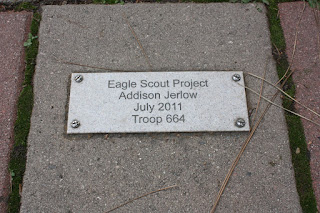 Eagle Scout Project
Addison Jerlow
July 2011
Troop 664